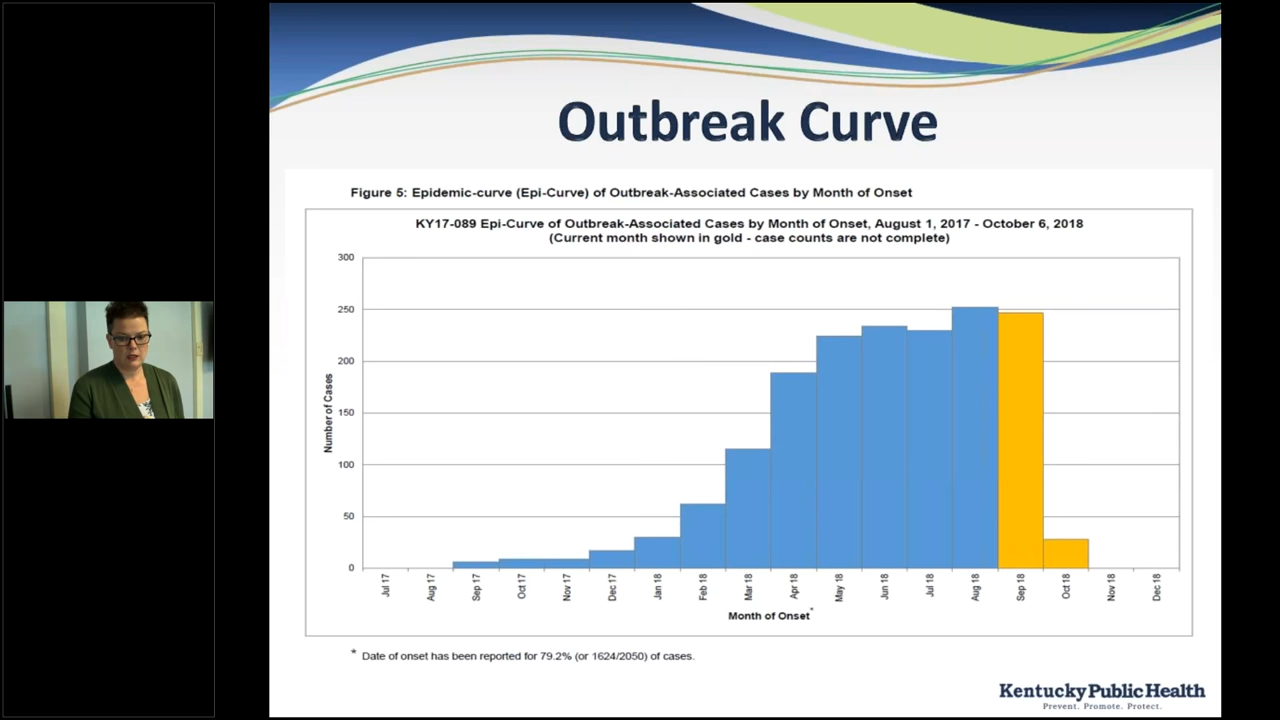 Outbreak Curve
Figure 5: Epidemic-curve (Epi-Curve) of Outbreak-Associated Cases by Month of Onset
KY17-089 Epi-Curve of Outbreak-Associated Cases by Month of Onset, August 1, 2017 - October 6, 2018
(Current month shown in gold - case counts are not complete)
300
250
200
150
100
50
0
Number of Cases
Jul 17
Aug 17
Sep 17
Oct 17
Nov 17
Dec 17
Jan 18
Feb 18
Mar 18
Apr 18
May 18
Jun 18
Jul 18
Aug 18
Sep 18
Oct 18
Nov 18
Dec 18
Month of Onset*
* Date of onset has been reported for 79.2% (or 1624/2050) of cases.
Kentucky Public Health
Prevent. Promote. Protect.